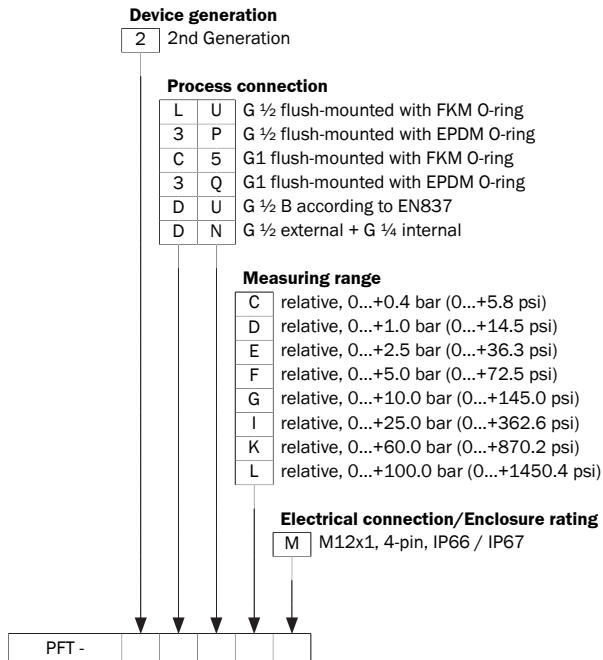 Device generation
2 2nd Generation
Process connection
L U G ½ flush-mounted with FKM O-ring
3 P G ½ flush-mounted with EPDM O-ring
C 5 G1 flush-mounted with FKM O-ring
3 Q G1 flush-mounted with EPDM O-ring
D U G ½ B according to EN837
D N G ½ external + G ¼ internal
Measuring range
C relative, 0...+0.4 bar (0...+5.8 psi)
D relative, 0...+1.0 bar (0...+14.5 psi)
E relative, 0...+2.5 bar (0...+36.3 psi)
F relative, 0...+5.0 bar (0...+72.5 psi)
G relative, 0...+10.0 bar (0...+145.0 psi)
I relative, 0...+25.0 bar (0...+362.6 psi)
K relative, 0...+60.0 bar (0...+870.2 psi)
L relative, 0...+100.0 bar (0...+1450.4 psi)
Electrical connection/Enclosure rating
M M12x1, 4-pin, IP66 / IP67
PFT -